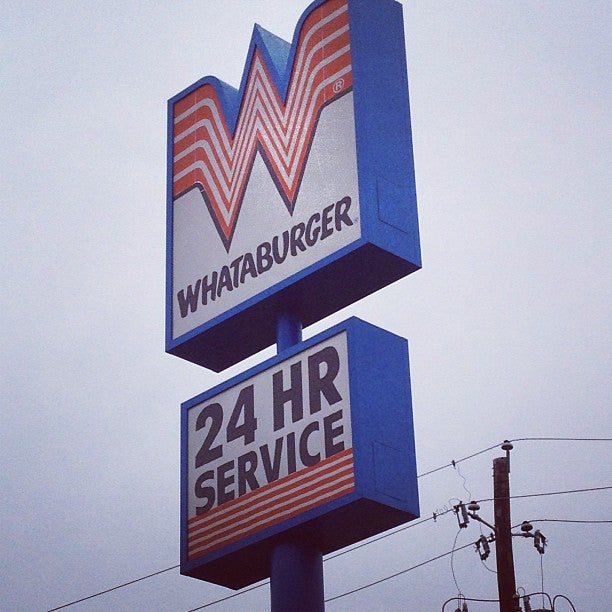 W ®
WHATABURGER
24 HR
SERVICE